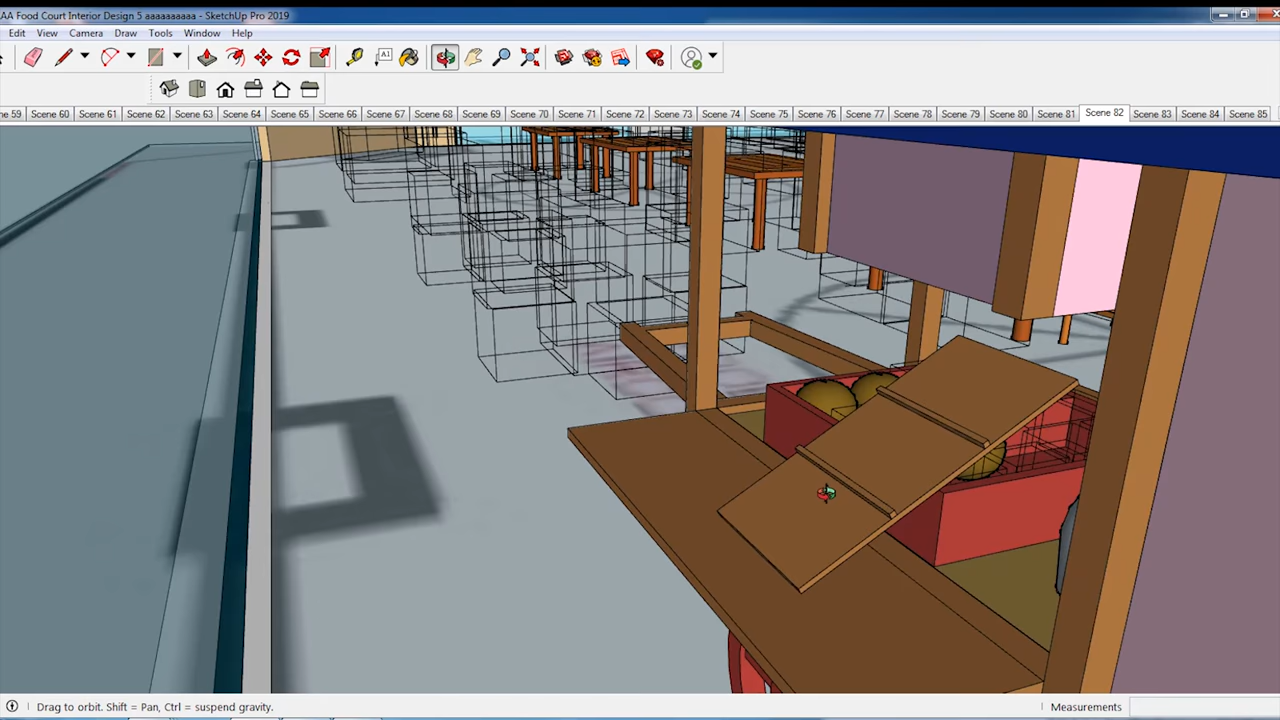 AA Food Court Interior Design 5 aaaaaaaaaa - SketchUp Pro 2019
Edit View Camera Draw Tools Window Help
A1
ne 59 Scene 60 Scene 61 Scene 62 Scene 63 Scene 64 Scene 65 Scene 66 Scene 67 Scene 68 Scene 69 Scene 70 Scene 71 Scene 72 Scene 73 Scene 74 Scene 75 Scene 76 Scene 77 Scene 78 Scene 79 Scene 80 Scene 81 Scene 82 Scene 83 Scene 84 Scene 85
Drag to orbit. Shift = Pan, Ctrl = suspend gravity. Measurements